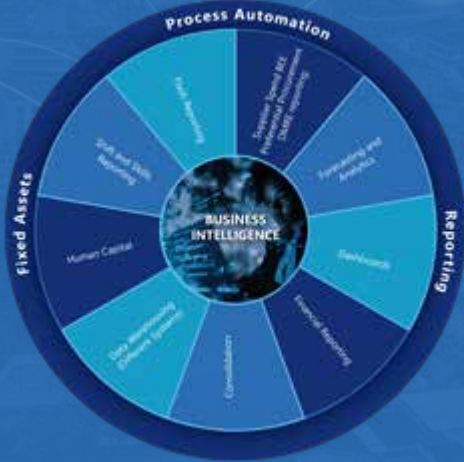 Process Automation
Supplier Spend BEE
Preferential Procurement
Forecasting and
Analytics
Dashboards
Reporting
Financial Reporting
Consolidation
Data Warehousing
(Different Systems)
Human Capital
Fixed Assets
Shift and Skills
Reporting
Reporting
BUSINESS
INTELLIGENCE